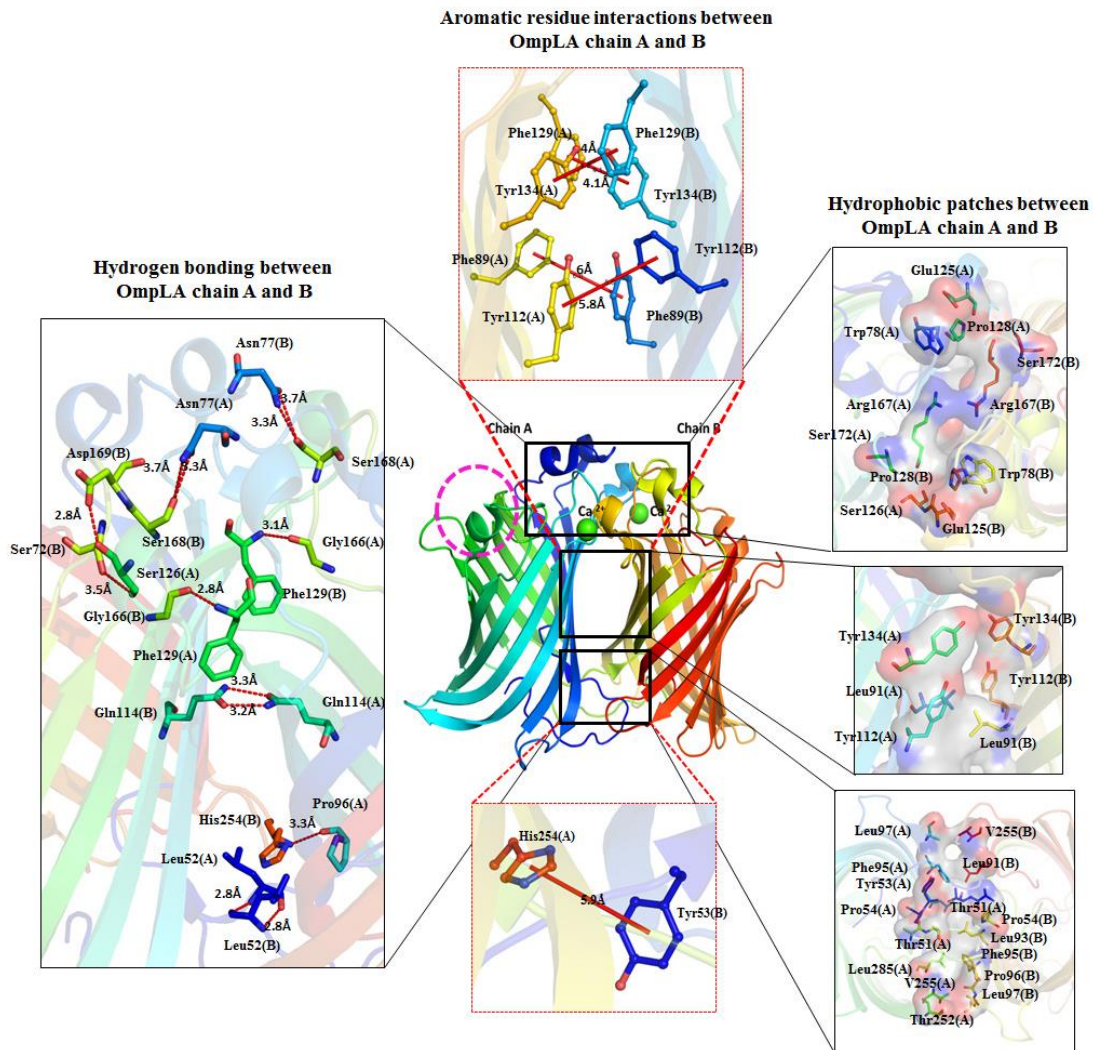 Aromatic residue interactions between
OmpLA chain A and B
Phe129(A)
Phe129(B)
4Å
4.1Å
Tyr134(A)
Tyr134(B)
Phe89(A)
Tyr112(B)
6Å
5.8Å
Tyr112(A)
Phe89(B)
Hydrogen bonding between
OmpLA chain A and B
Asn77(B)
3.7Å
Asn77(A)
3.3Å
Asp169(B)
3.7Å
3.3Å
Ser168(A)
2.8Å
3.1Å
Ser72(B)
Ser168(B)
Gly166(A)
Ser126(A)
3.5Å
2.8Å
Phe129(B)
Gly166(B)
Phe129(A)
3.3Å
Gln114(B)
3.2Å
Gln114(A)
Pro96(A)
His254(B)
3.3Å
Leu52(A)
2.8Å
2.8Å
Leu52(B)
Chain A
Chain B
Ca 2+
Ca 2
His254(A)
5.9Å
Tyr53(B)
Hydrophobic patches between
OmpLA chain A and B
Glu125(A)
Trp78(A)
Pro128(A)
Ser172(B)
Arg167(A)
Arg167(B)
Ser172(A)
Pro128(B)
Trp78(B)
Ser126(A)
Glu125(B)
Tyr134(A)
Tyr134(B)
Leu91(A)
Tyr112(B)
Tyr112(A)
Leu91(B)
Leu97(A)
V255(B)
Phe95(A)
Leu91(B)
Tyr53(A)
Pro54(A)
Thr51(A)
Pro54(B)
Thr51(A)
Leu93(B)
Phe95(B)
Leu285(A)
Pro96(B)
V255(A)
Leu97(B)
Thr252(A)